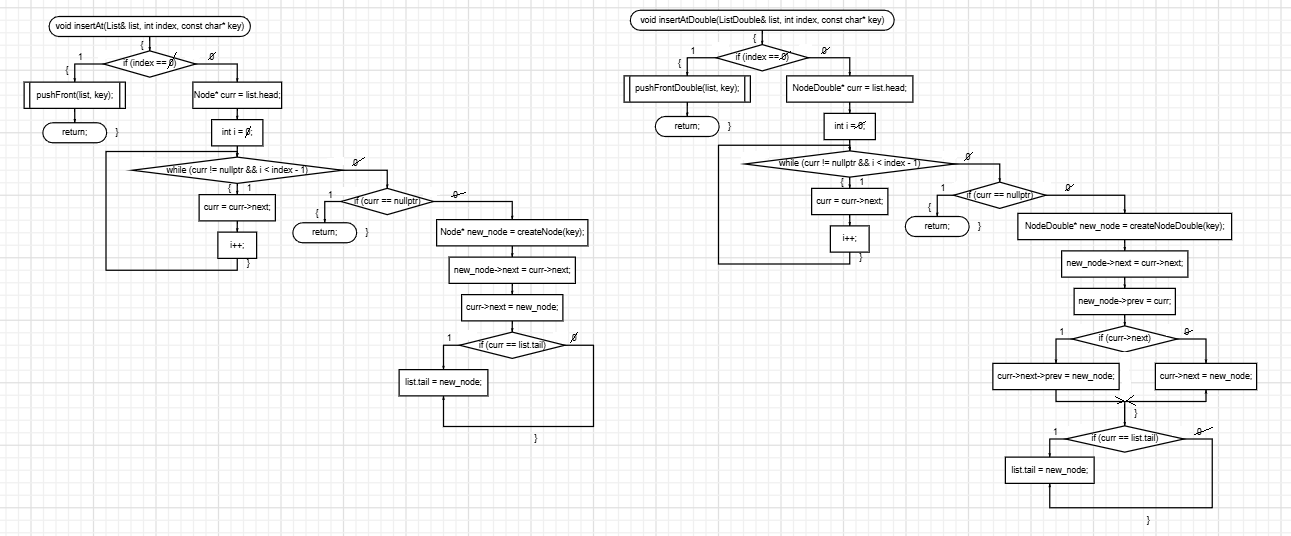 void insertAt(List& list, int index, const char* key)
{
if (index == 0)
1
0
{
pushFront(list, key);
return;
}
Node* curr = list.head;
int i = 0;
while (curr != nullptr && i < index - 1)
0
{ 1
curr = curr->next;
i++;
}
if (curr == nullptr)
1
0
{
return;
}
Node* new_node = createNode(key);
new_node->next = curr->next;
curr->next = new_node;
if (curr == list.tail)
1
0
list.tail = new_node;
}
void insertAtDouble(ListDouble& list, int index, const char* key)
{
if (index == 0)
1
0
{
pushFrontDouble(list, key);
return;
}
NodeDouble* curr = list.head;
int i = 0;
while (curr != nullptr && i < index - 1)
0
{ 1
curr = curr->next;
i++;
}
if (curr == nullptr)
1
0
{
return;
}
NodeDouble* new_node = createNodeDouble(key);
new_node->next = curr->next;
new_node->prev = curr;
if (curr->next)
1
0
curr->next->prev = new_node;
curr->next = new_node;
}
if (curr == list.tail)
1
0
list.tail = new_node;
}